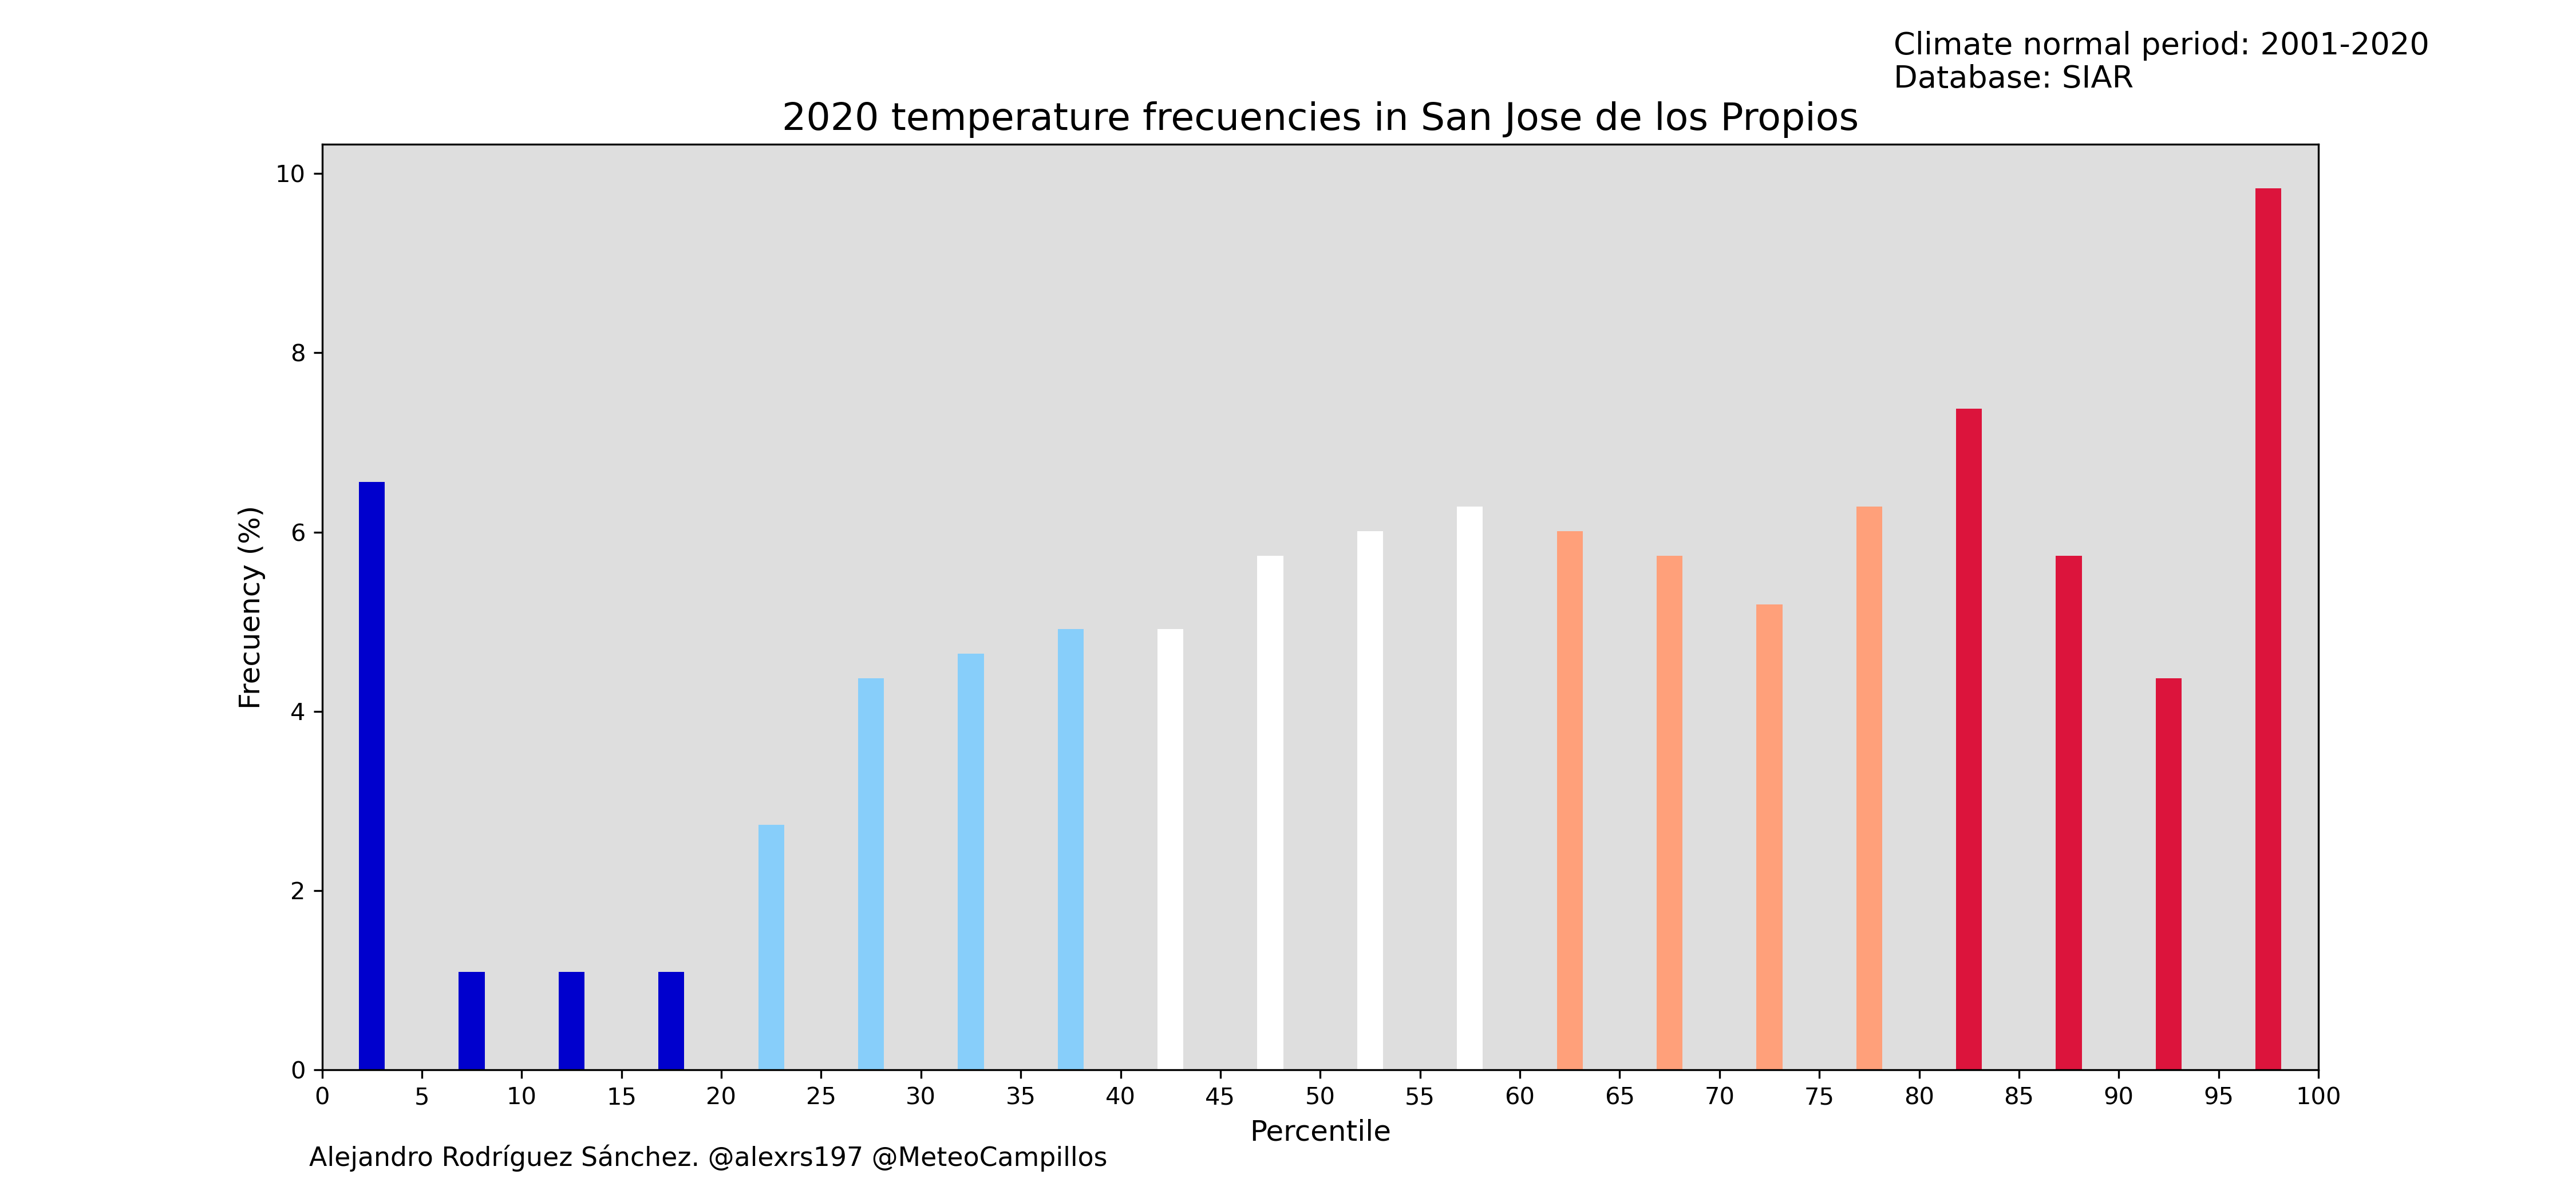 Climate normal period: 2001-2020
Database: SIAR
2020 temperature frecuencies in San Jose de los Propios
10
8
6
4
2
0
Frecuency (%)
0 5 10 15 20 25 30 35 40 45 50 55 60 65 70 75 80 85 90 95 100
Percentile
Alejandro Rodríguez Sánchez. @alexrs197 @MeteoCampillos